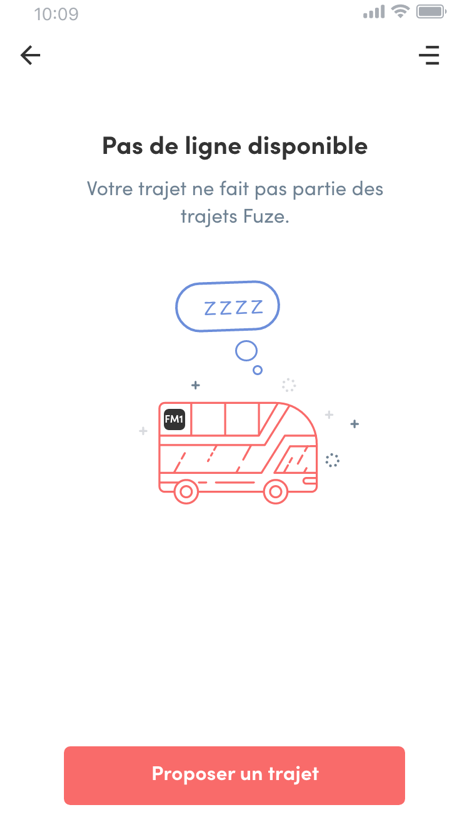 10:09
Pas de ligne disponible
Votre trajet ne fait pas partie des
trajets Fuze.
ZZZZ
FM1
Proposer un trajet